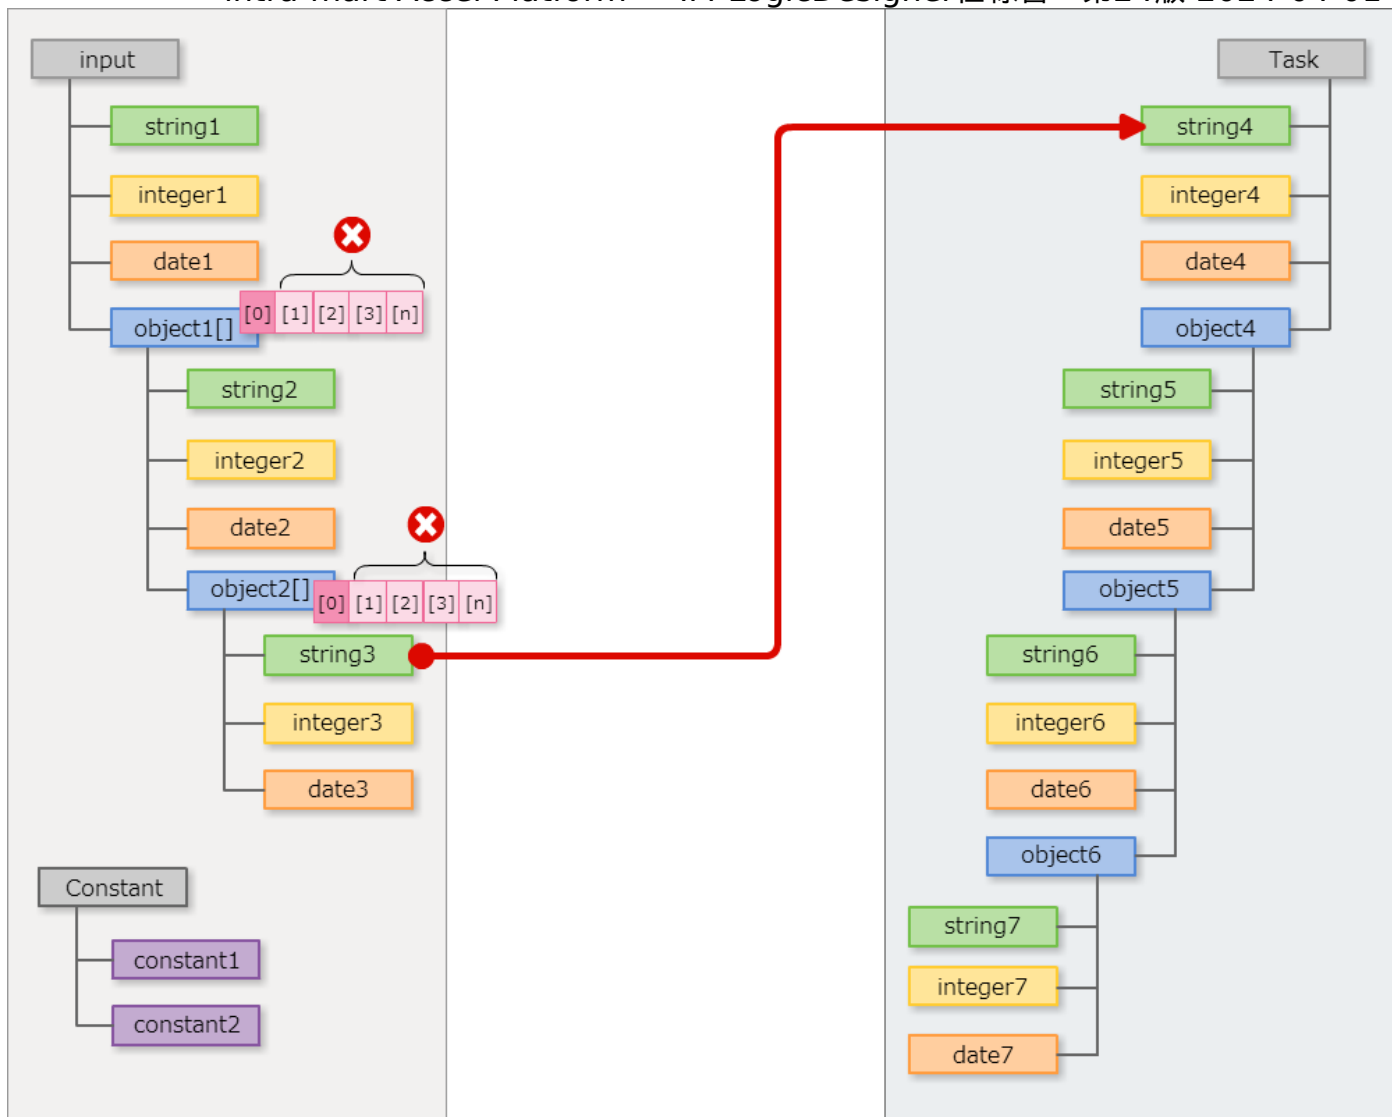 input
string1
integer1
date1
object1[]
[0] [1] [2] [3] [n]
string2
integer2
date2
object2[]
[0] [1] [2] [3] [n]
string3
integer3
date3
Constant
constant1
constant2
Task
string4
integer4
date4
object4
string5
integer5
date5
object5
string6
integer6
date6
object6
string7
integer7
date7